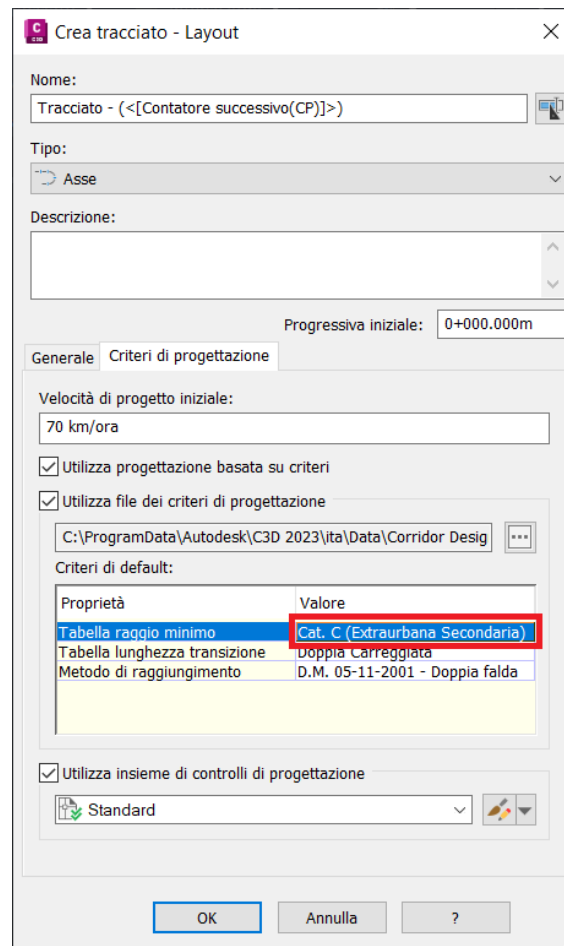 Crea tracciato - Layout
Nome:
Tracciato - (<[Contatore successivo(CP)]>)
Tipo:
Asse
Descrizione:
Progressiva iniziale: 0+000.000m
Generale Criteri di progettazione
Velocità di progetto iniziale:
70 km/ora
Utilizza progettazione basata su criteri
Utilizza file dei criteri di progettazione
C:\ProgramData\Autodesk\C3D 2023\ita\Data\Corridor Desig
Criteri di default:
Proprietà Valore
Tabella raggio minimo Cat. C (Extraurbana Secondaria)
Tabella lunghezza transizione Doppia Carreggiata
Metodo di raggiungimento D.M. 05-11-2001 - Doppia falda
Utilizza insieme di controlli di progettazione
Standard
OK Annulla ?